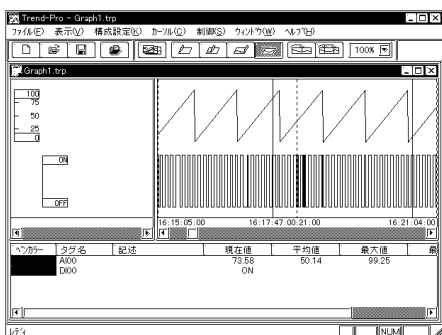 Trend-Pro - Graph1.trp
ファイル(F) 表示(V) 構成設定(K) カーソル(C) 制御(S) ウィンドウ(W) ヘルプ(H)
100%
Graph1.trp
100
75
50
25
0
ON
OFF
16:15:05:00 16:17:47:00:21:00 16:21:04:00
ペンカラー タグ名 記述 現在値 平均値 最大値 最
AI00 73.58 50.14 99.25
DI00 ON
レディ NUM